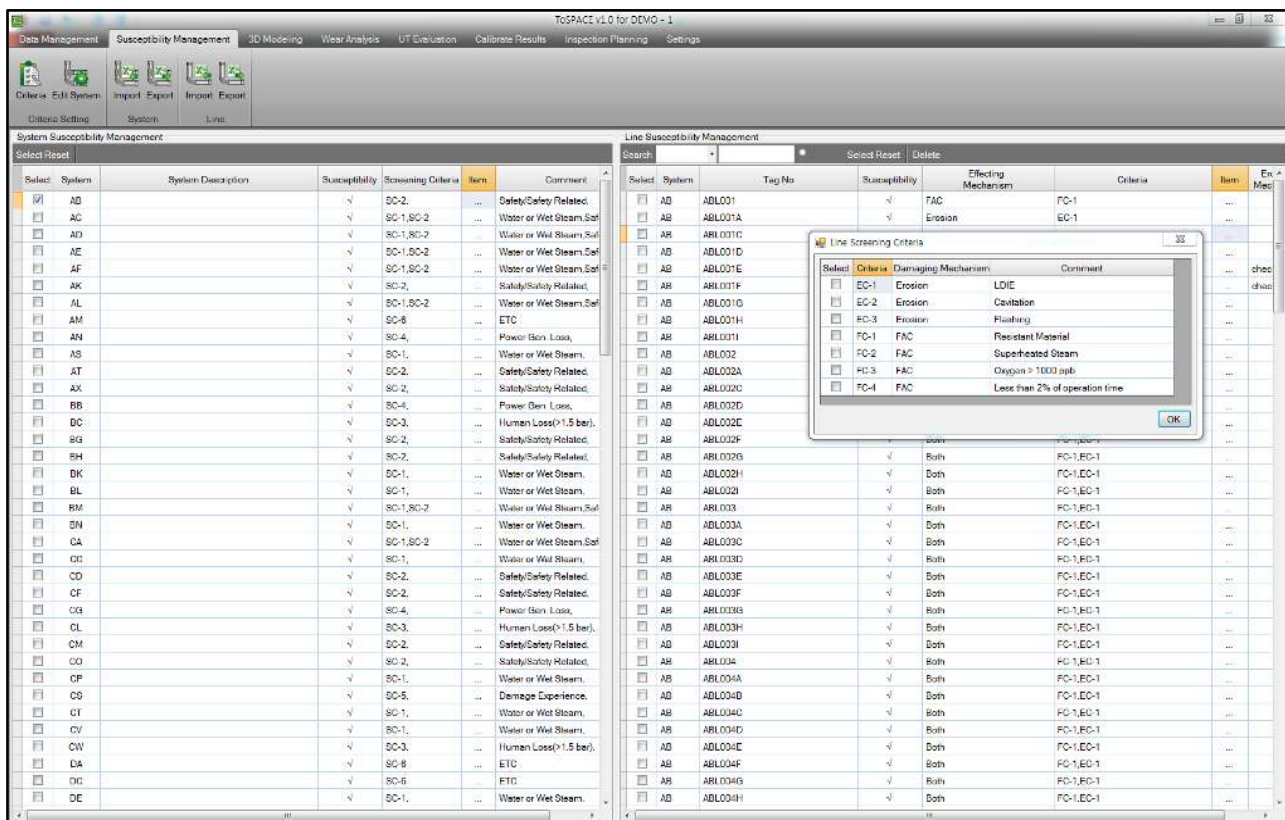 ToSPACE v1.0 for DEMO - 1
Data Management Susceptibility Management 3D Modeling Wear Analysis UT Evaluation Calibrate Results Inspection Planning Settings
Criteria Edit System Import Export Import Export
Criteria Setting System Line
System Susceptibility Management
Select Reset
Select System System Description Susceptibility Screening Criteria Item Comment
AB √ SC-2, ... Safety/Safety Related,
AC √ SC-1,SC-2 ... Water or Wet Steam,Saf
AD √ SC-1,SC-2 ... Water or Wet Steam,Saf
AE √ SC-1,SC-2 ... Water or Wet Steam,Saf
AF √ SC-1,SC-2 ... Water or Wet Steam,Saf
AK √ SC-2, ... Safety/Safety Related,
AL √ SC-1,SC-2 ... Water or Wet Steam,Saf
AM √ SC-6 ... ETC
AN √ SC-4, ... Power Gen. Loss,
AS √ SC-1, ... Water or Wet Steam,
AT √ SC-2, ... Safety/Safety Related,
AX √ SC-2, ... Safety/Safety Related,
BB √ SC-4, ... Power Gen. Loss,
BC √ SC-3, ... Human Loss(>1.5 bar),
BG √ SC-2, ... Safety/Safety Related,
BH √ SC-2, ... Safety/Safety Related,
BK √ SC-1, ... Water or Wet Steam,
BL √ SC-1, ... Water or Wet Steam,
BM √ SC-1,SC-2 ... Water or Wet Steam,Saf
BN √ SC-1, ... Water or Wet Steam,
CA √ SC-1,SC-2 ... Water or Wet Steam,Saf
CC √ SC-1, ... Water or Wet Steam,
CD √ SC-2, ... Safety/Safety Related,
CF √ SC-2, ... Safety/Safety Related,
CG √ SC-4, ... Power Gen. Loss,
CL √ SC-3, ... Human Loss(>1.5 bar),
CM √ SC-2, ... Safety/Safety Related,
CO √ SC-2, ... Safety/Safety Related,
CP √ SC-1, ... Water or Wet Steam,
CS √ SC-5, ... Damage Experience,
CT √ SC-1, ... Water or Wet Steam,
CV √ SC-1, ... Water or Wet Steam,
CW √ SC-3, ... Human Loss(>1.5 bar),
DA √ SC-6 ... ETC
DC √ SC-6 ... ETC
DE √ SC-1, ... Water or Wet Steam,
Line Susceptibility Management
Search Select Reset Delete
Select System Tag No Susceptibility Effecting Mechanism Criteria Item
AB ABL001 √ FAC FC-1 ...
AB ABL001A √ Erosion EC-1 ...
AB ABL001C
AB ABL001D ...
AB ABL001E ... chec
AB ABL001F ... chec
AB ABL001G ...
AB ABL001H ...
AB ABL001I ...
AB ABL002 ...
AB ABL002A ...
AB ABL002C ...
AB ABL002D ...
AB ABL002E ...
AB ABL002F ...
AB ABL002G √ Both FC-1,EC-1 ...
AB ABL002H √ Both FC-1,EC-1 ...
AB ABL002I √ Both FC-1,EC-1 ...
AB ABL003 √ Both FC-1,EC-1 ...
AB ABL003A √ Both FC-1,EC-1 ...
AB ABL003C √ Both FC-1,EC-1 ...
AB ABL003D √ Both FC-1,EC-1 ...
AB ABL003E √ Both FC-1,EC-1 ...
AB ABL003F √ Both FC-1,EC-1 ...
AB ABL003G √ Both FC-1,EC-1 ...
AB ABL003H √ Both FC-1,EC-1 ...
AB ABL003I √ Both FC-1,EC-1 ...
AB ABL004 √ Both FC-1,EC-1 ...
AB ABL004A √ Both FC-1,EC-1 ...
AB ABL004B √ Both FC-1,EC-1 ...
AB ABL004C √ Both FC-1,EC-1 ...
AB ABL004D √ Both FC-1,EC-1 ...
AB ABL004E √ Both FC-1,EC-1 ...
AB ABL004F √ Both FC-1,EC-1 ...
AB ABL004G √ Both FC-1,EC-1 ...
AB ABL004H √ Both FC-1,EC-1 ...
Line Screening Criteria
Select Criteria Damaging Mechanism Comment
EC-1 Erosion LDIE
EC-2 Erosion Cavitation
EC-3 Erosion Flashing
FC-1 FAC Resistant Material
FC-2 FAC Superheated Steam
FC-3 FAC Oxygen > 1000 ppb
FC-4 FAC Less than 2% of operation time
OK